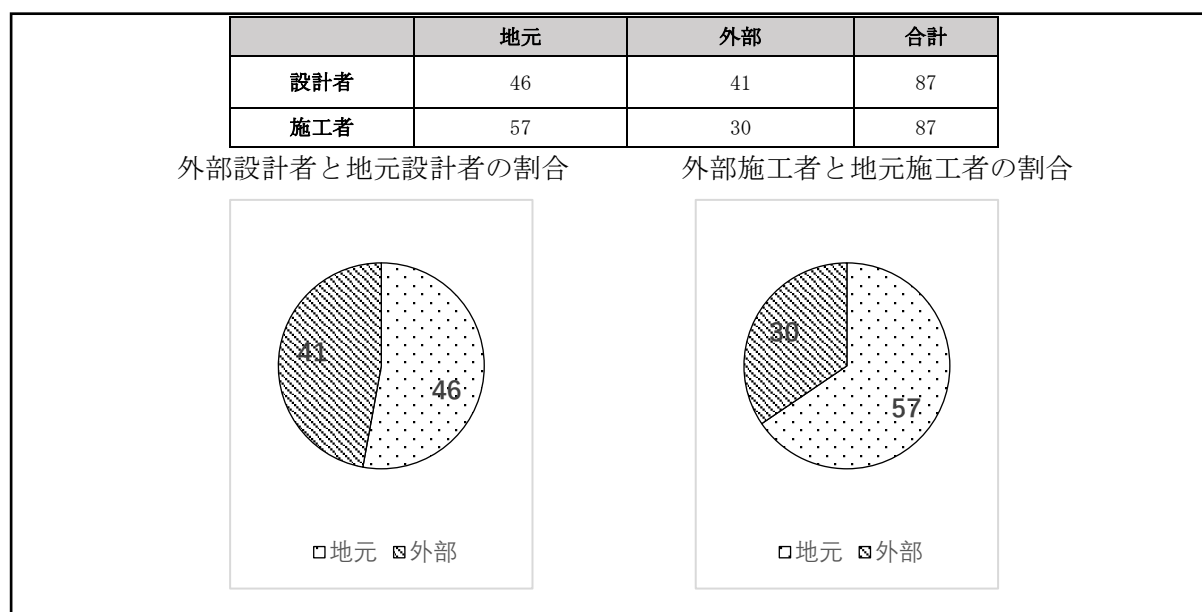 地元 外部 合計
設計者 46 41 87
施工者 57 30 87
外部設計者と地元設計者の割合
外部施工者と地元施工者の割合
41
46
地元 外部
30
57
地元 外部